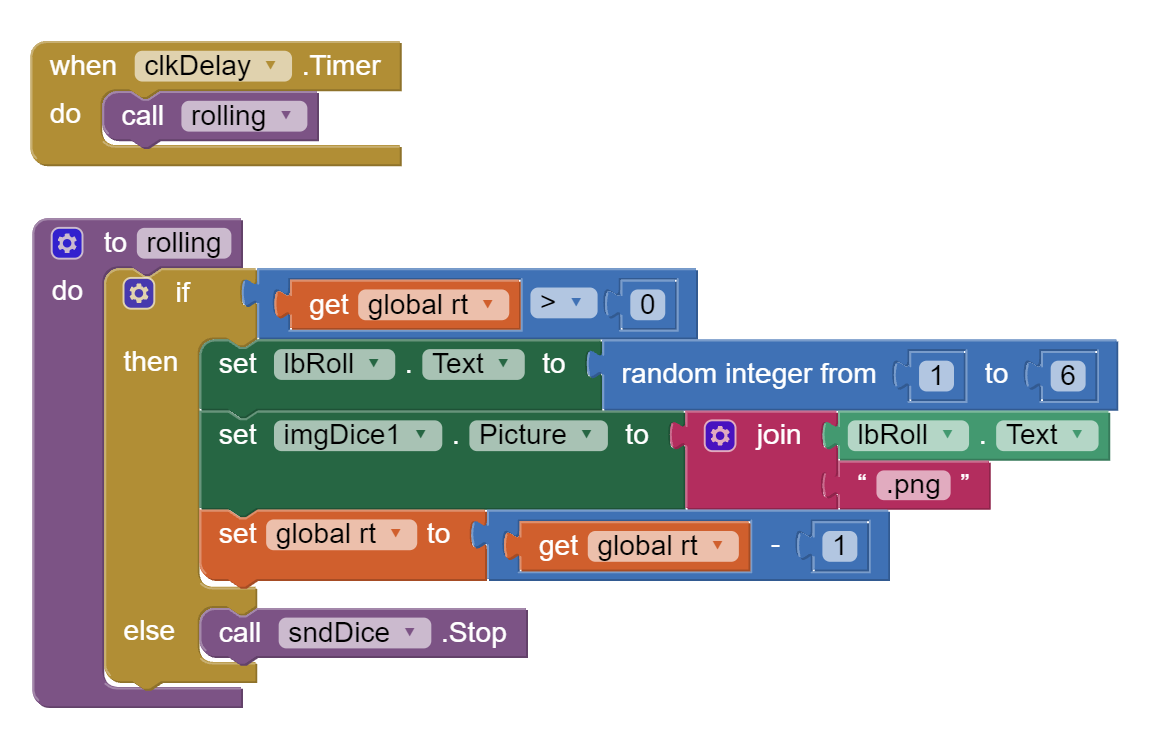 when clkDelay .Timer
do call rolling
to rolling
do if get global rt > 0
then set lbRoll . Text to random integer from 1 to 6
set imgDice1 . Picture to join lbRoll . Text
“ .png ”
set global rt to get global rt - 1
else call sndDice .Stop